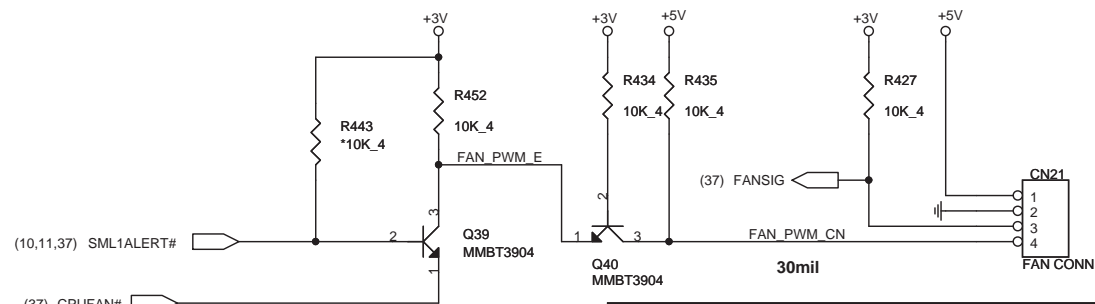 +3V
+3V
+5V
+3V
+5V
R452
10K_4
R434
10K_4
R435
10K_4
R427
10K_4
R443
*10K_4
FAN_PWM_E
(37) FANSIG
CN21
1
2
3
4
FAN CONN
2
3
1
(10,11,37) SML1ALERT#
2
3
1
Q39
MMBT3904
FAN_PWM_CN
30mil
Q40
MMBT3904
(37) CPUFAN#